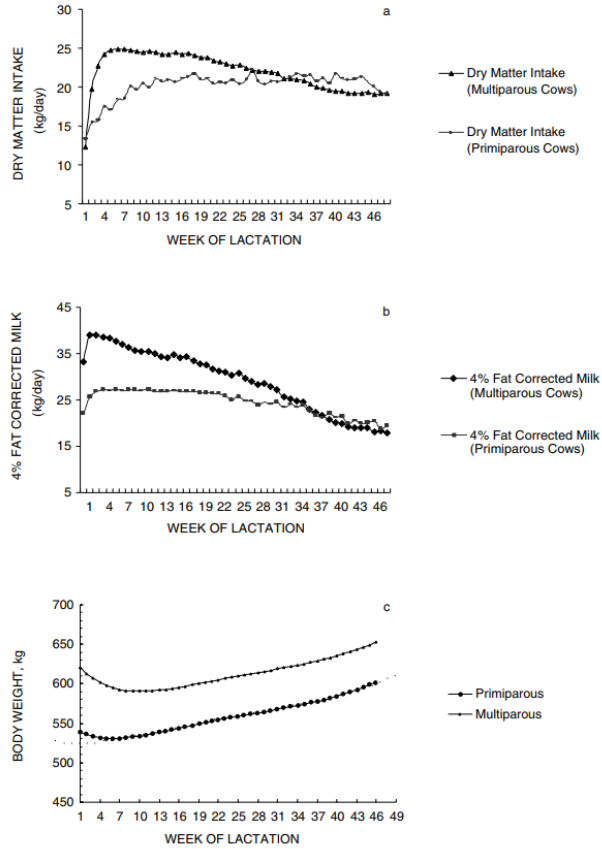 a
30
25
20
15
10
5
DRY MATTER INTAKE
(kg/day)
1 4 7 10 13 16 19 22 25 28 31 34 37 40 43 46
WEEK OF LACTATION
Dry Matter Intake
(Multiparous Cows)
Dry Matter Intake
(Primiparous Cows)
b
45
35
25
15
5
4% FAT CORRECTED MILK
(kg/day)
1 4 7 10 13 16 19 22 25 28 31 34 37 40 43 46
WEEK OF LACTATION
4% Fat Corrected Milk
(Multiparous Cows)
4% Fat Corrected Milk
(Primiparous Cows)
c
700
650
600
550
500
450
BODY WEIGHT, kg
1 4 7 10 13 16 19 22 25 28 31 34 37 40 43 46 49
WEEK OF LACTATION
Primiparous
Multiparous